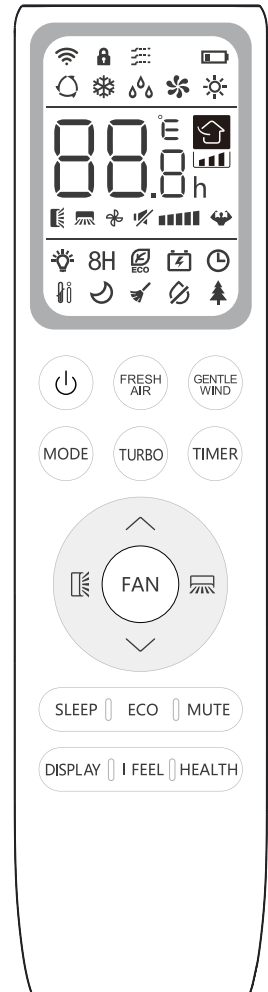 88.8 °E h
ECO
8H
FRESH
AIR
GENTLE
WIND
MODE
TURBO
TIMER
FAN
SLEEP ECO MUTE
DISPLAY I FEEL HEALTH